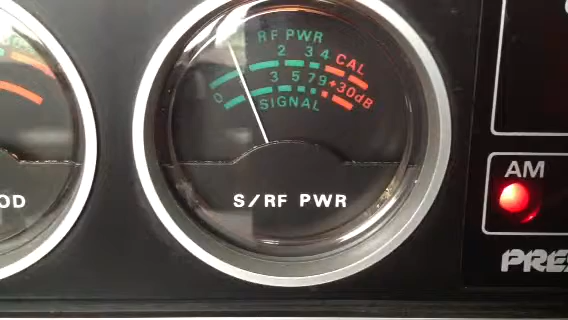 RF PWR
2 3 4 CAL
0 3 5 7 9 +30dB
SIGNAL
S/RF PWR
OD
AM
PRE